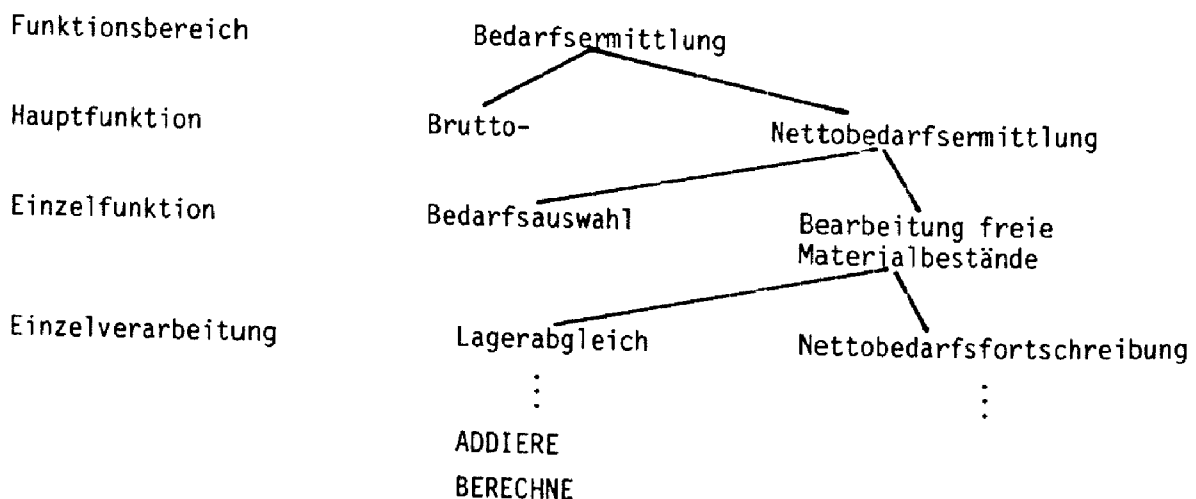 Funktionsbereich
Bedarfsermittlung
Hauptfunktion
Brutto-
Nettobedarfsermittlung
Einzelfunktion
Bedarfsauswahl
Bearbeitung freie
Materialbestände
Einzelverarbeitung
Lagerabgleich
Nettobedarfsfortschreibung
ADDIERE
BERECHNE